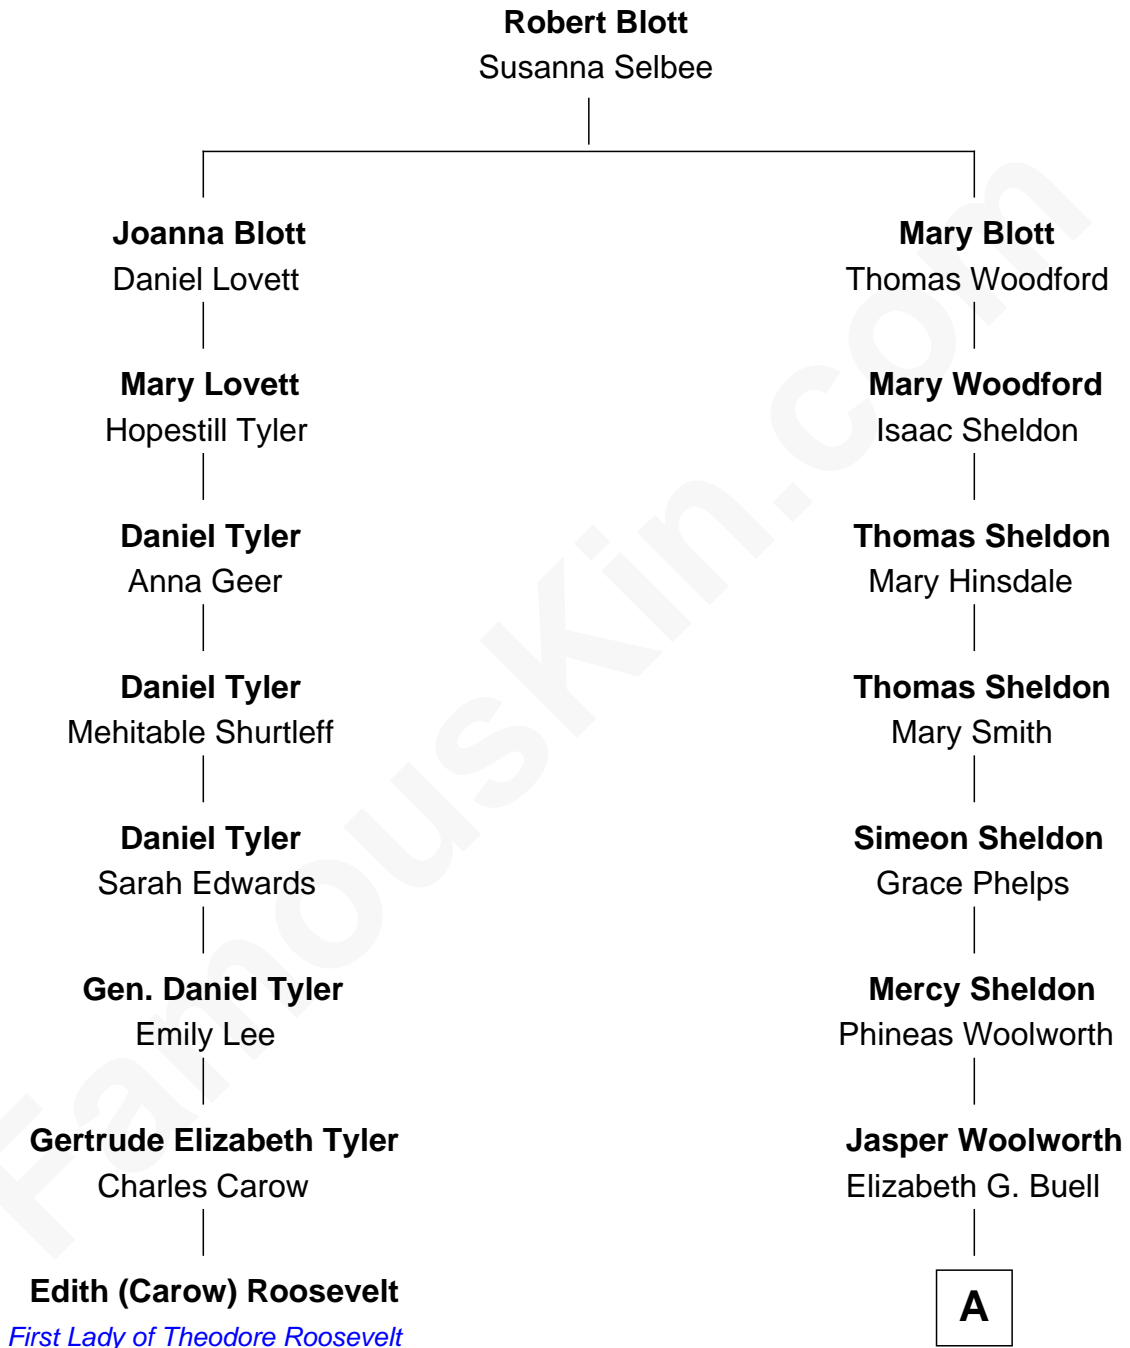 Robert Blott
Susanna Selbee
Joanna Blott
Daniel Lovett
Mary Blott
Thomas Woodford
Mary Lovett
Hopestill Tyler
Mary Woodford
Isaac Sheldon
Daniel Tyler
Anna Geer
Thomas Sheldon
Mary Hinsdale
Daniel Tyler
Mehitable Shurtleff
Thomas Sheldon
Mary Smith
Daniel Tyler
Sarah Edwards
Simeon Sheldon
Grace Phelps
Gen. Daniel Tyler
Emily Lee
Mercy Sheldon
Phineas Woolworth
Gertrude Elizabeth Tyler
Charles Carow
Jasper Woolworth
Elizabeth G. Buell
Edith (Carow) Roosevelt
First Lady of Theodore Roosevelt
A
FamousKin.com